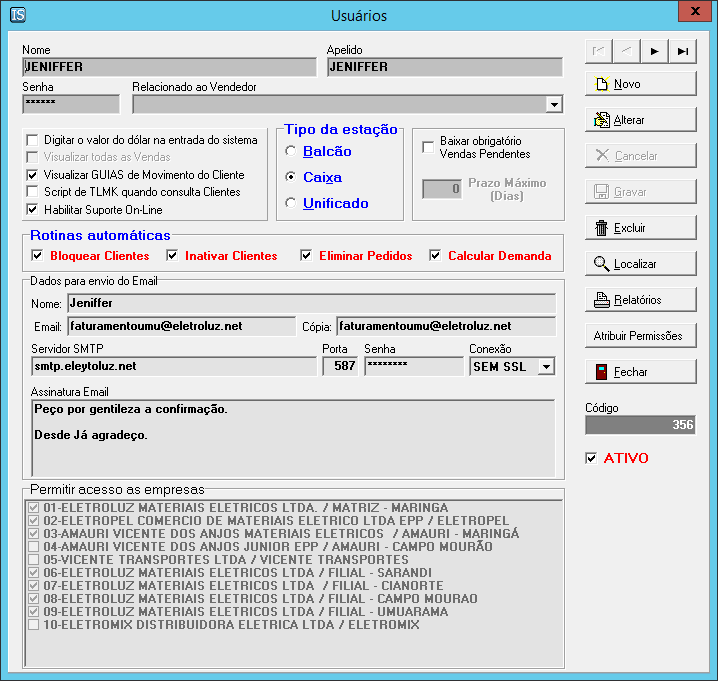 IS
Usuários
x
Nome
Apelido
JENIFFER
JENIFFER
Senha
Relacionado ao Vendedor
******
Digitar o valor do dólar na entrada do sistema
Visualizar todas as Vendas
Visualizar GUIAS de Movimento do Cliente
Script de TLMK quando consulta Clientes
Habilitar Suporte On-Line
Tipo da estação
Balcão
Caixa
Unificado
Baixar obrigatório
Vendas Pendentes
0
Prazo Máximo
(Dias)
Rotinas automáticas
Bloquear Clientes
Inativar Clientes
Eliminar Pedidos
Calcular Demanda
Dados para envio do Email
Nome: Jeniffer
Email: faturamentoumu@eletroluz.net
Cópia: faturamentoumu@eletroluz.net
Servidor SMTP
Porta
Senha
Conexão
smtp.eleytoluz.net
587
********
SEM SSL
Assinatura Email
Peço por gentileza a confirmação.
Desde Já agradeço.
Permitir acesso as empresas
01-ELETROLUZ MATERIAIS ELETRICOS LTDA. / MATRIZ - MARINGA
02-ELETROPEL COMERCIO DE MATERIAIS ELETRICO LTDA EPP / ELETROPEL
03-AMAURI VICENTE DOS ANJOS MATERIAIS ELETRICOS / AMAURI - MARINGÁ
04-AMAURI VICENTE DOS ANJOS JUNIOR EPP / AMAURI - CAMPO MOURÃO
05-VICENTE TRANSPORTES LTDA / VICENTE TRANSPORTES
06-ELETROLUZ MATERIAIS ELETRICOS LTDA / FILIAL - SARANDI
07-ELETROLUZ MATERIAIS ELETRICOS LTDA / FILIAL - CIANORTE
08-ELETROLUZ MATERIAIS ELETRICOS LTDA / FILIAL - CAMPO MOURAO
09-ELETROLUZ MATERIAIS ELETRICOS LTDA / FILIAL - UMUARAMA
10-ELETROMIX DISTRIBUIDORA ELETRICA LTDA / ELETROMIX
Novo
Alterar
Cancelar
Gravar
Excluir
Localizar
Relatórios
Atribuir Permissões
Fechar
Código
356
ATIVO